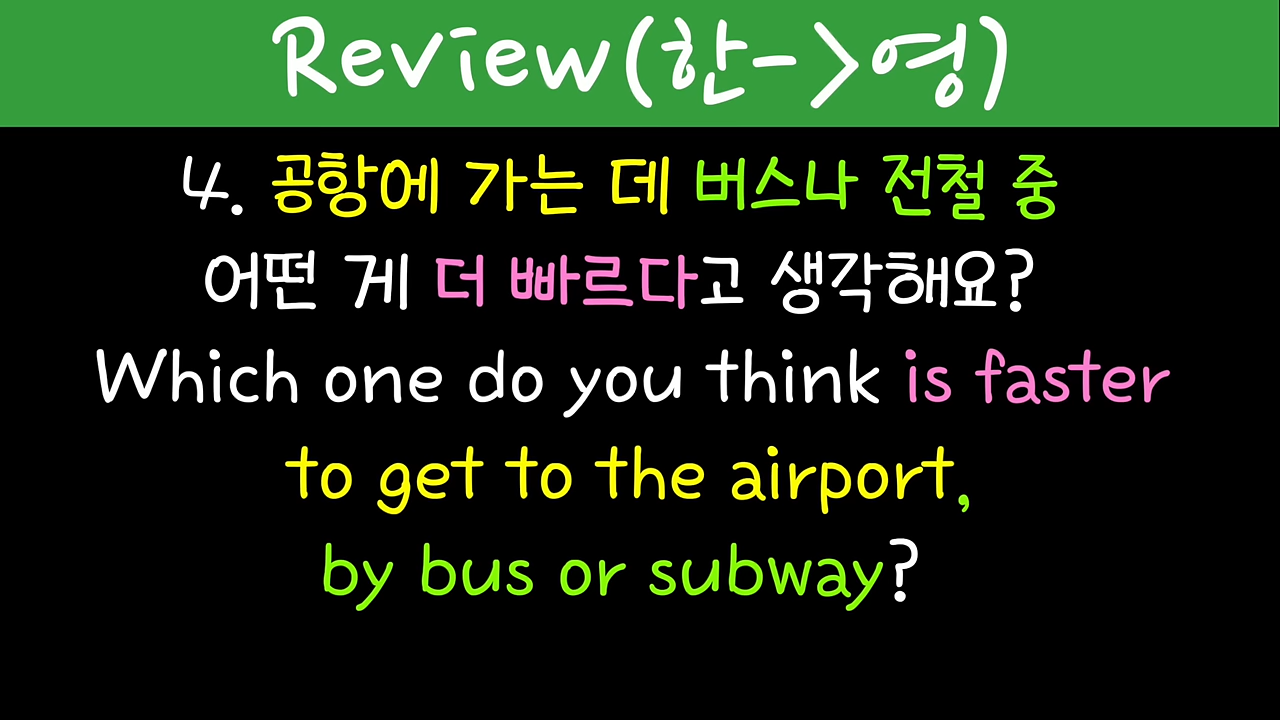 Review(한->영)
4. 공항에 가는 데 버스나 전철 중
어떤 게 더 빠르다고 생각해요?
Which one do you think is faster
to get to the airport,
by bus or subway?